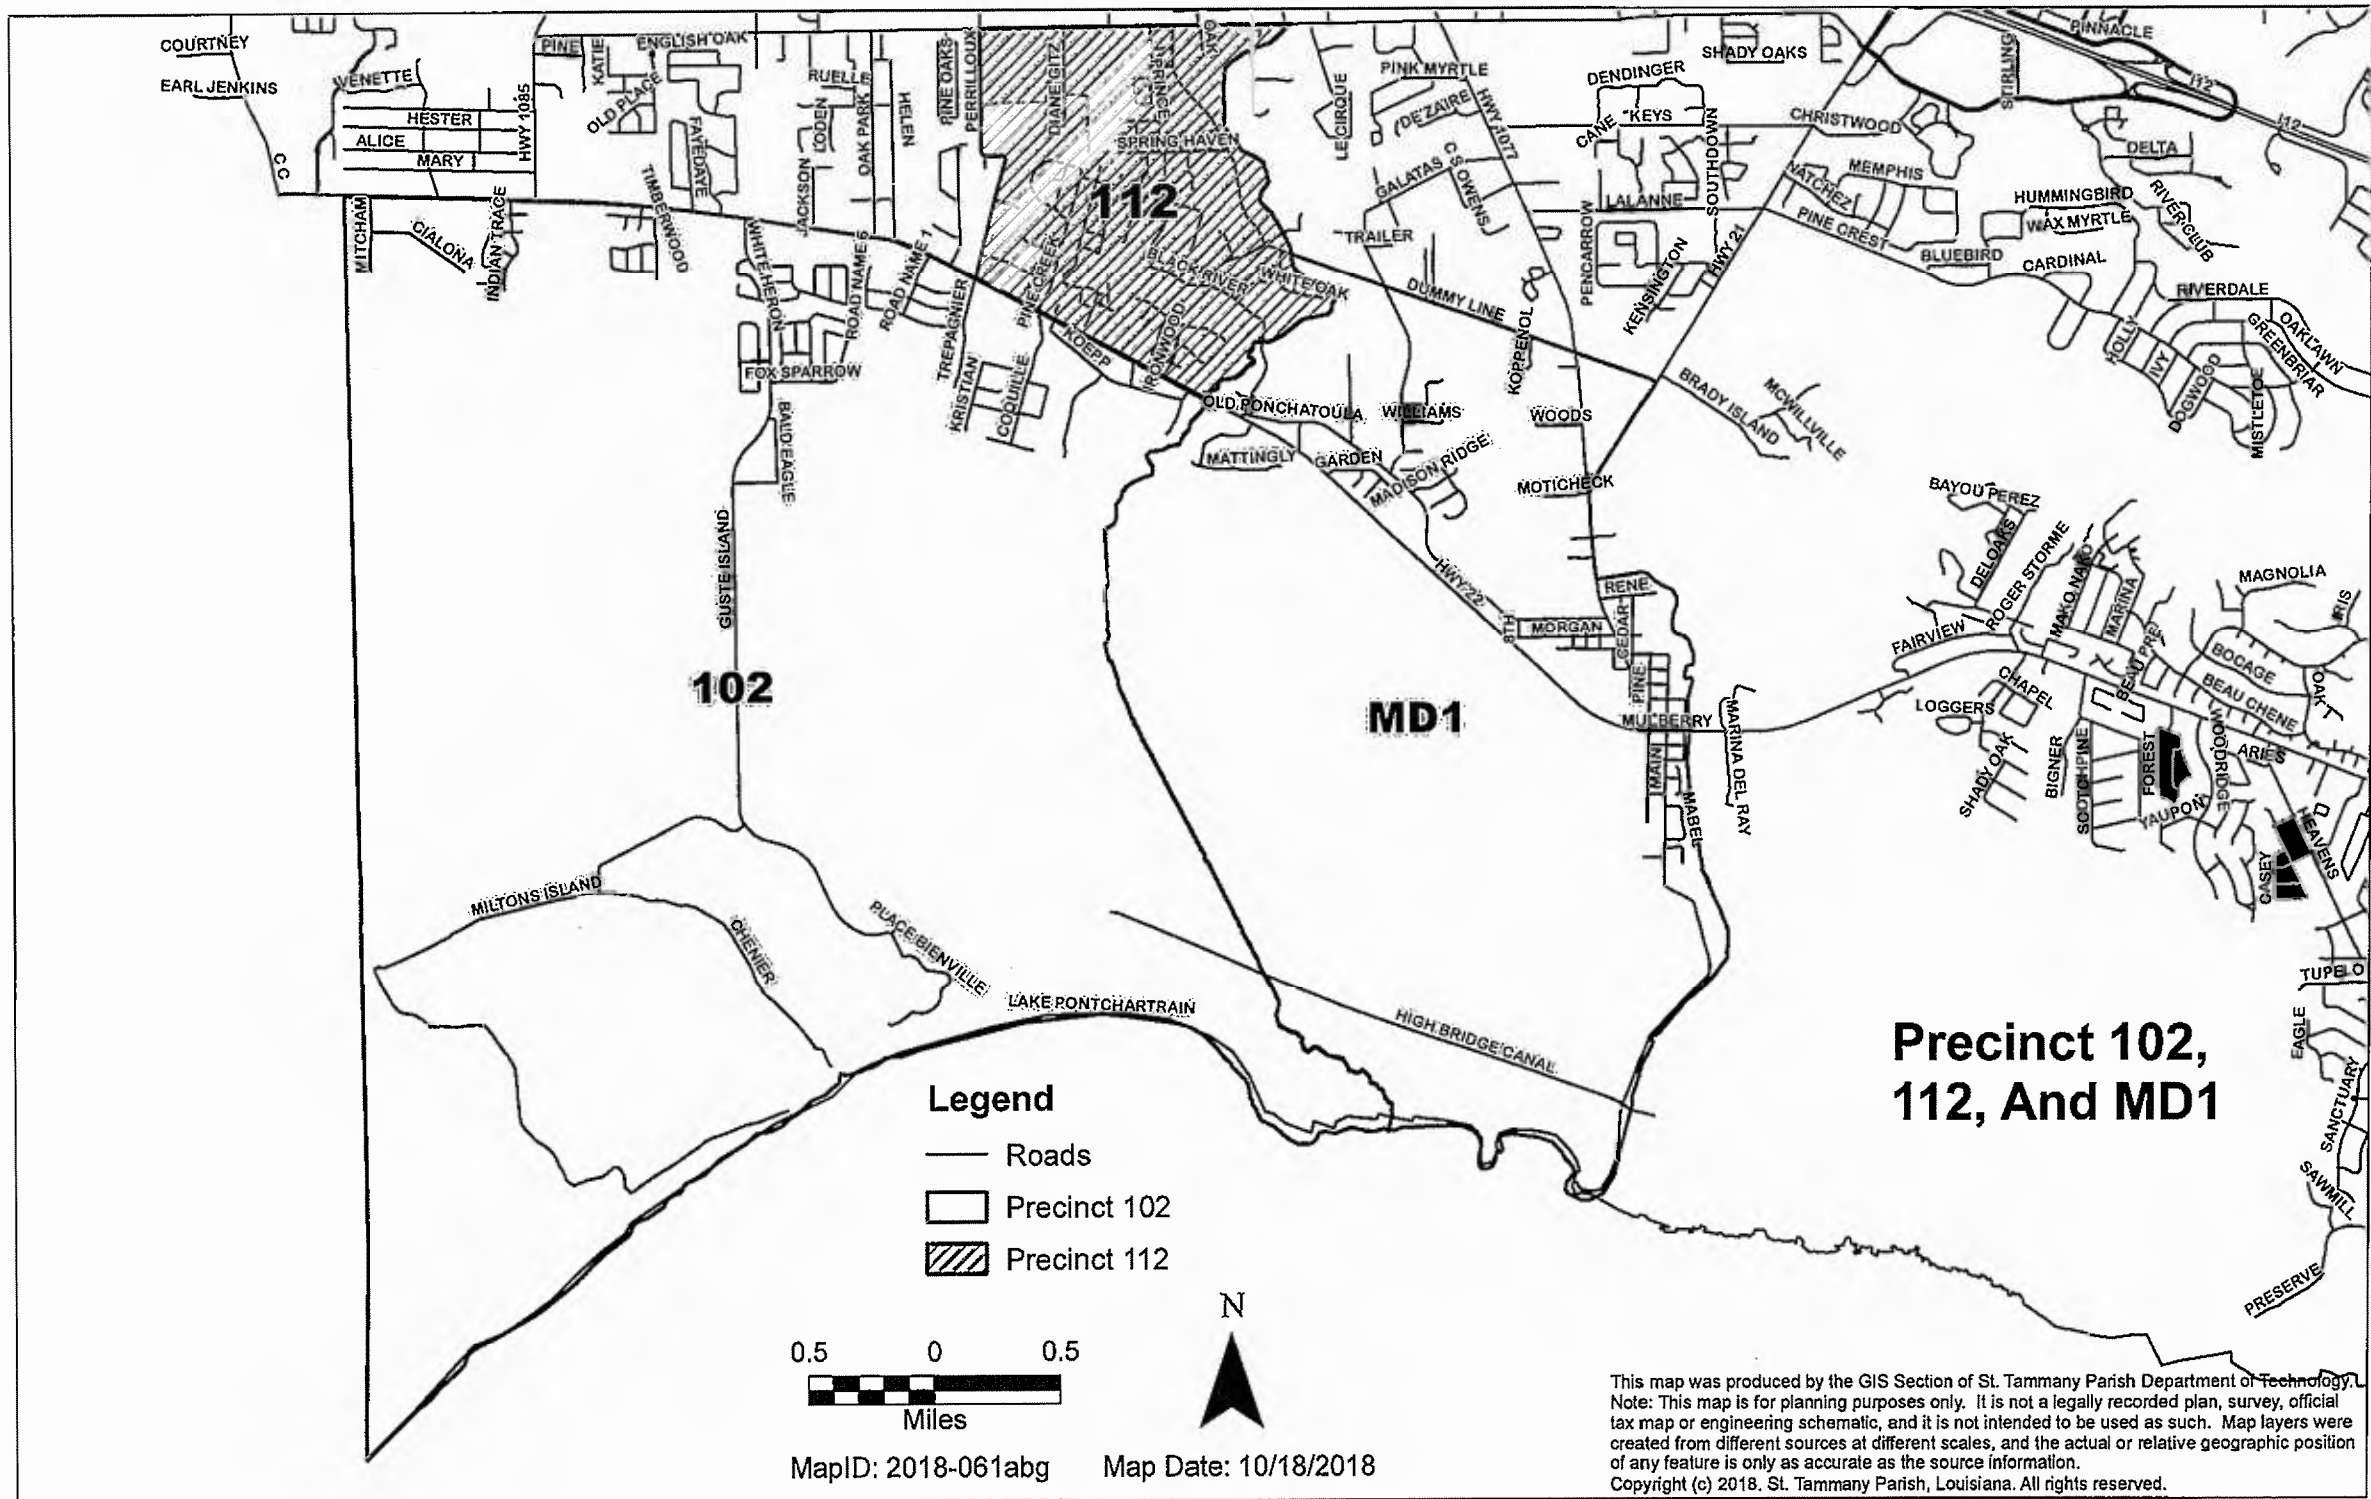 COURTNEY
EARL JENKINS
VENETTE
HESTER
ALICE
MARY
HWY 1085
C C
PINE
KATIE
ENGLISH OAK
OLD PLACE
FAYEDAYE
RUELLE
JACKSON
OAK PARK
HELEN
PINE OAKS
PERRILLOUX
DIANE GITZ
OAK
SPRING HAVEN
112
LECIRQUE
PINK MYRTLE
DE ZAIRE
HWY 1077
GALATAS
C S OWENS
TRAILER
DENDINGER
CANE
KEYS
SHADY OAKS
SOUTHDOWN
LALANNE
PENCARROW
KENSINGTON
HWY 21
CHRISTWOOD
STIRLING
PINNACLE
I12
I12
NATCHEZ
MEMPHIS
PINE CREST
BLUEBIRD
DELTA
HUMMINGBIRD
WAX MYRTLE
RIVER CLUB
CARDINAL
RIVERDALE
OAKLAWN
GREENBRIAR
HOLLY
IVY
DOGWOOD
MISTLETOE
MITCHAM
CIALONA
INDIAN TRACE
TIMBERWOOD
WHITE HERON
ROAD NAME 6
ROAD NAME 1
FOX SPARROW
BALD EAGLE
TREPAGNIER
KRISTIAN
COQUILLE
PINE CREEK
KOEPP
IRONWOOD
BLACK RIVER
WHITE OAK
DUMMY LINE
KOPPENOL
OLD PONCHATOULA
WILLIAMS
MATTINGLY
GARDEN
MADISON RIDGE
WOODS
MOTICHECK
BRADY ISLAND
MCWILLVILLE
GUSTE ISLAND
HWY 22
8TH
RENE
MORGAN
CEDAR
PINE
MULBERRY
MAIN
MABEL
MARINA DEL RAY
BAYOU PEREZ
DEL OAKS
ROGER STORME
MAKO NAKO
MARINA
FAIRVIEW
MAGNOLIA
IRIS
BOCAGE
BEAU PRE
BEAU CHENE
OAK
CHAPEL
LOGGERS
SHADY OAK
BIGNER
SCOTCHPINE
FOREST
YAUPON
WOODRIDGE
ARIES
HEAVENS
CASEY
TUPELO
EAGLE
SANCTUARY
SAWMILL
PRESERVE
102
MD1
MILTONS ISLAND
CHENIER
PLACE BIENVILLE
LAKE PONTCHARTRAIN
HIGH BRIDGE CANAL
Precinct 102,
112, And MD1
Legend
Roads
Precinct 102
Precinct 112
N
0.5 0 0.5
Miles
MapID: 2018-061abg Map Date: 10/18/2018
This map was produced by the GIS Section of St. Tammany Parish Department of Technology.
Note: This map is for planning purposes only. It is not a legally recorded plan, survey, official
tax map or engineering schematic, and it is not intended to be used as such. Map layers were
created from different sources at different scales, and the actual or relative geographic position
of any feature is only as accurate as the source information.
Copyright (c) 2018. St. Tammany Parish, Louisiana. All rights reserved.